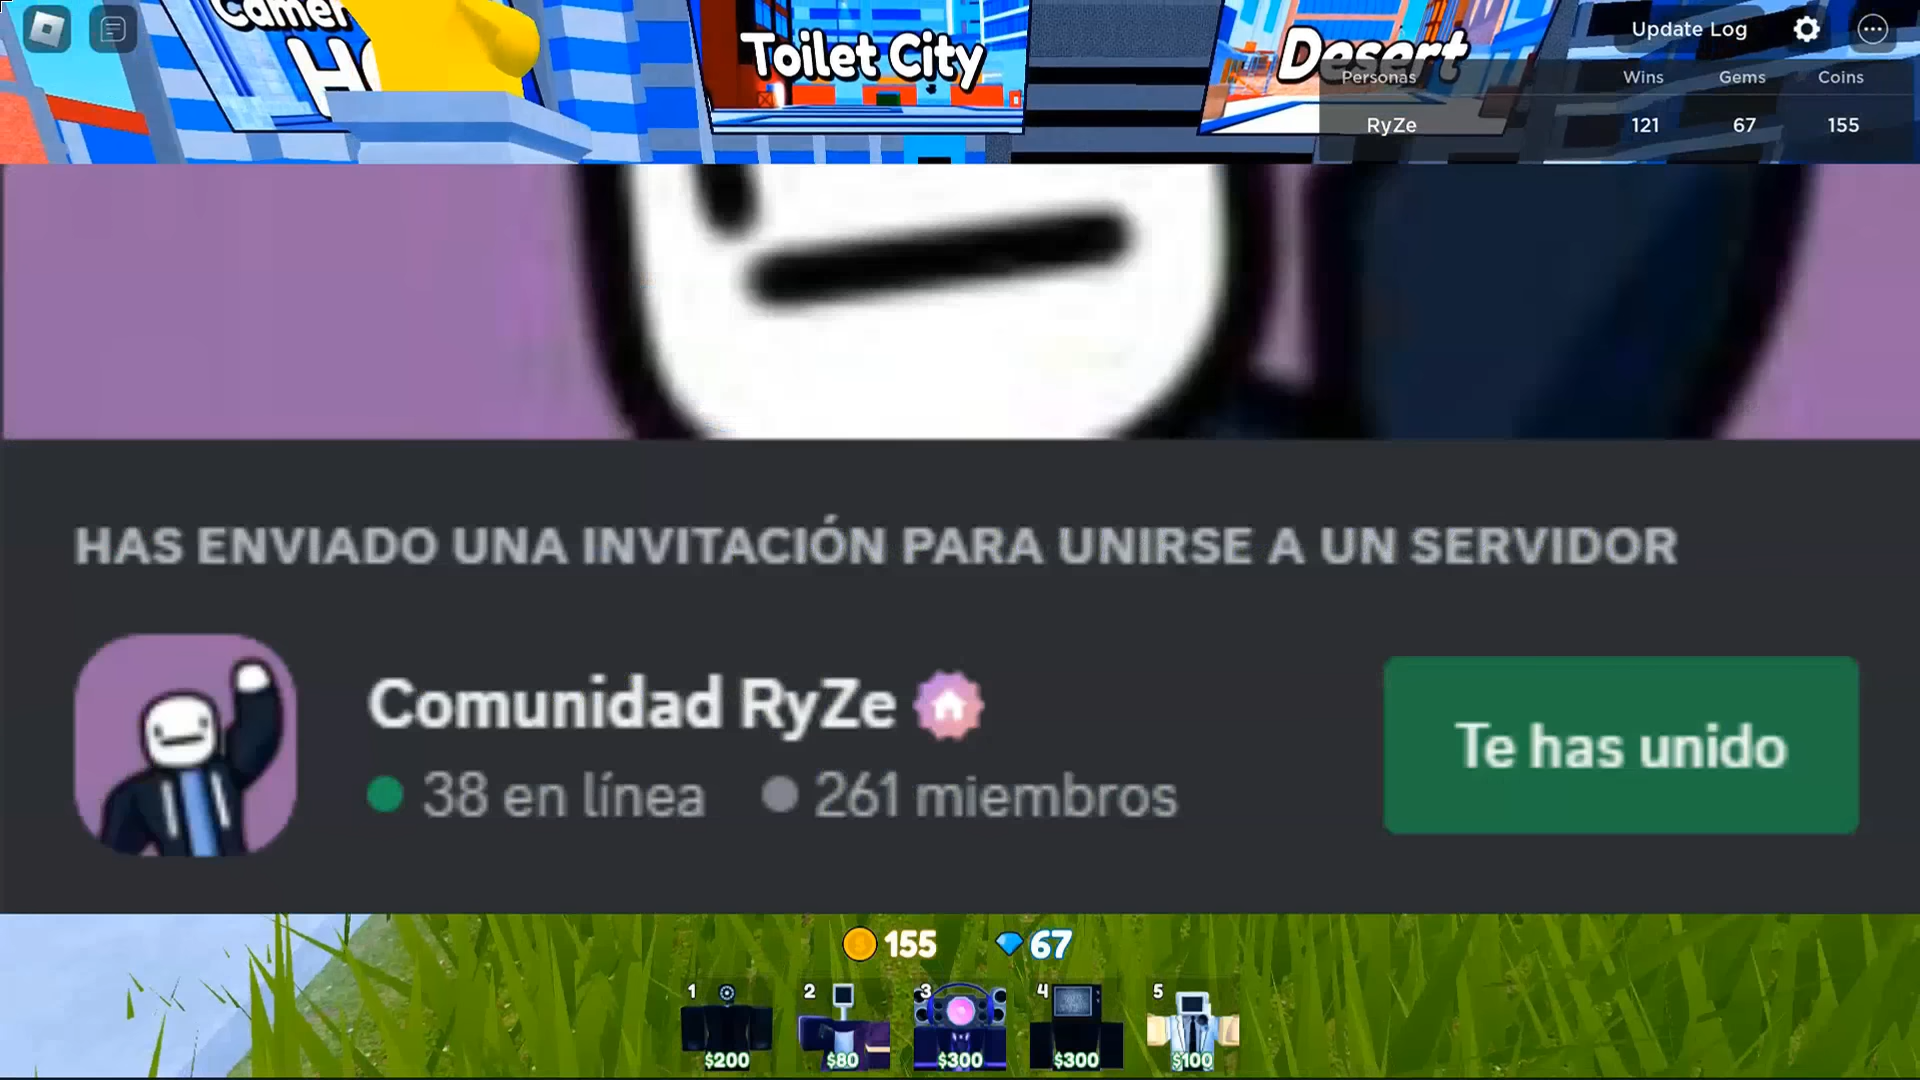 Toilet City
Desert
Update Log
Personas Wins Gems Coins
RyZe 121 67 155
HAS ENVIADO UNA INVITACIÓN PARA UNIRSE A UN SERVIDOR
Comunidad RyZe
38 en línea 261 miembros
Te has unido
155 67
1 2 3 4 5
$200 $80 $300 $300 $100